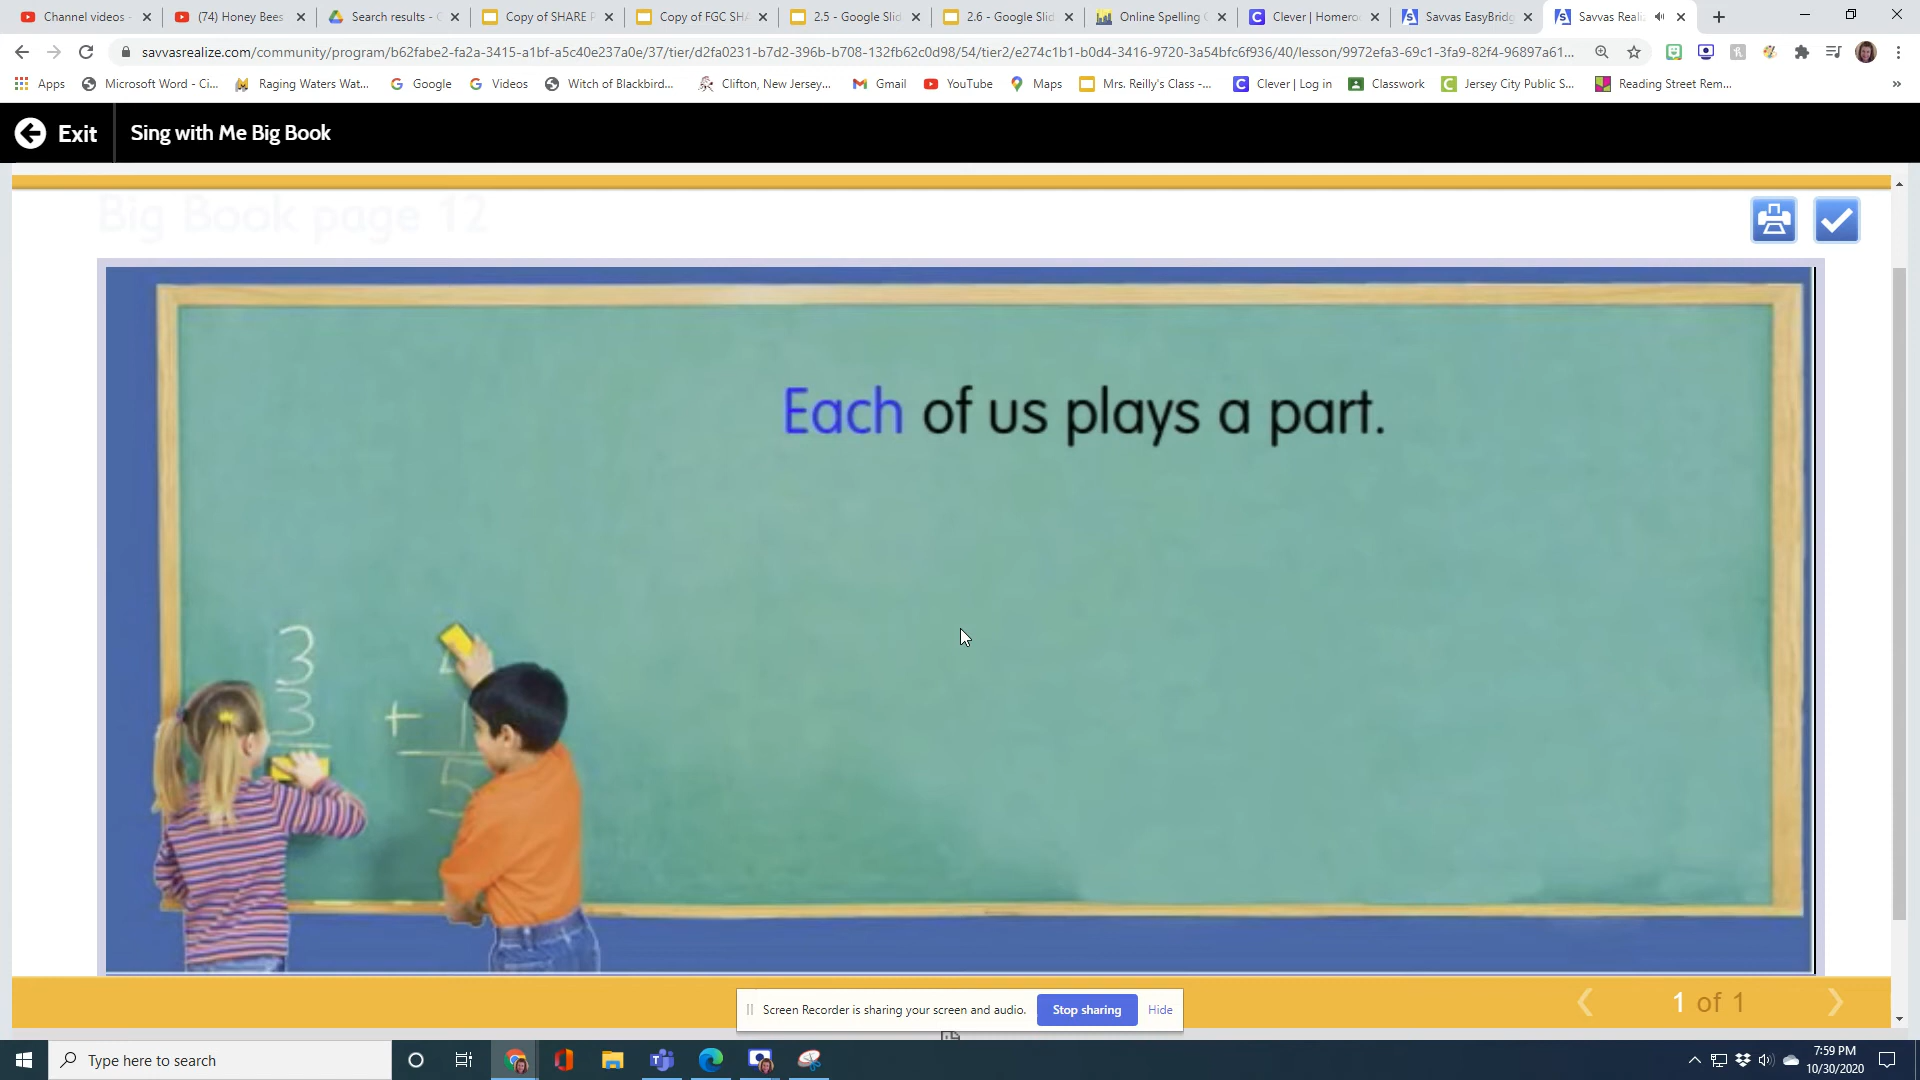 Channel videos -
(74) Honey Bees
Search results -
Copy of SHARE
Copy of FGC SHA
2.5 - Google Slid
2.6 - Google Slid
Online Spelling
Clever | Homero
Savvas EasyBridg
Savvas Reali
savvasrealize.com/community/program/b62fabe2-fa2a-3415-a1bf-a5c40e237a0e/37/tier/d2fa0231-b7d2-396b-b708-132fb62c0d98/54/tier2/e274c1b1-b0d4-3416-9720-3a54bfc6f936/40/lesson/9972efa3-69c1-3fa9-82f4-96897a61...
Apps
Microsoft Word - Ci...
Raging Waters Wat...
Google
Videos
Witch of Blackbird...
Clifton, New Jersey...
Gmail
YouTube
Maps
Mrs. Reilly's Class -...
Clever | Log in
Classwork
Jersey City Public S...
Reading Street Rem...
Exit
Sing with Me Big Book
Big Book page 12
Each of us plays a part.
3
3
+ 1
5
1 of 1
Screen Recorder is sharing your screen and audio.
Stop sharing
Hide
Type here to search
7:59 PM
10/30/2020